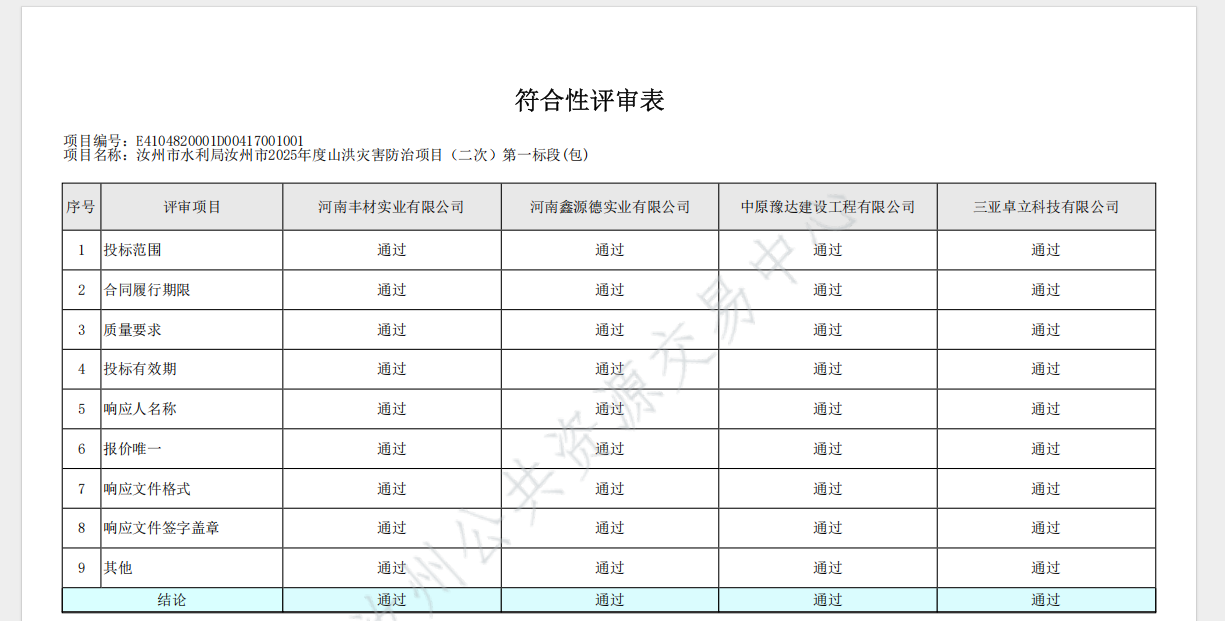 符合性评审表
项目编号：E4104820001D00417001001
项目名称：汝州市水利局汝州市2025年度山洪灾害防治项目（二次）第一标段(包)
序号 评审项目 河南丰材实业有限公司 河南鑫源德实业有限公司 中原豫达建设工程有限公司 三亚卓立科技有限公司
1 投标范围 通过 通过 通过 通过
2 合同履行期限 通过 通过 通过 通过
3 质量要求 通过 通过 通过 通过
4 投标有效期 通过 通过 通过 通过
5 响应人名称 通过 通过 通过 通过
6 报价唯一 通过 通过 通过 通过
7 响应文件格式 通过 通过 通过 通过
8 响应文件签字盖章 通过 通过 通过 通过
9 其他 通过 通过 通过 通过
结论 通过 通过 通过 通过
汝州公共资源交易中心